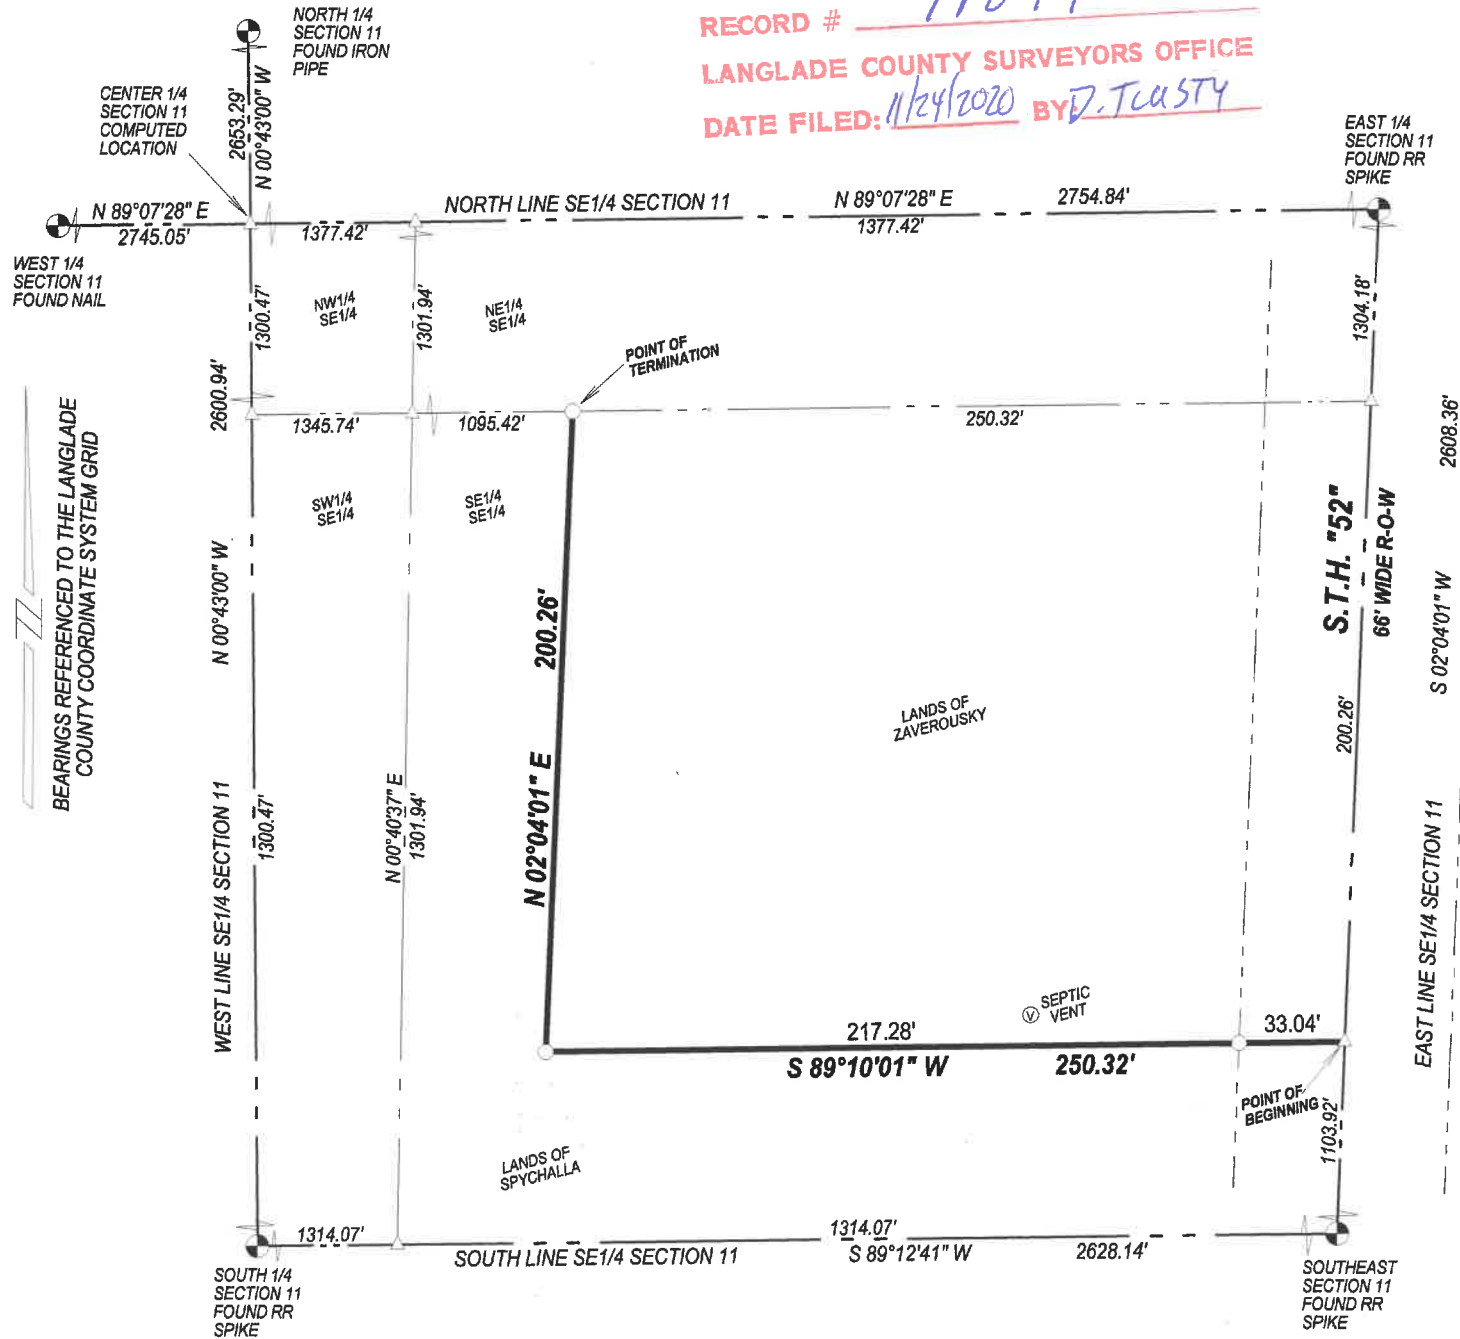 NORTH 1/4
SECTION 11
FOUND IRON
PIPE
RECORD #
LANGLADE COUNTY SURVEYORS OFFICE
DATE FILED: 11/24/2020 BY D. TLUSTY
CENTER 1/4
SECTION 11
COMPUTED
LOCATION
2653.29'
N 00°43'00" W
EAST 1/4
SECTION 11
FOUND RR
SPIKE
N 89°07'28" E
2745.05'
1377.42'
NORTH LINE SE1/4 SECTION 11
N 89°07'28" E
1377.42'
2754.84'
WEST 1/4
SECTION 11
FOUND NAIL
1300.47'
NW1/4
SE1/4
1301.94'
NE1/4
SE1/4
POINT OF
TERMINATION
1304.18'
2600.94'
1345.74'
1095.42'
250.32'
2608.36'
BEARINGS REFERENCED TO THE LANGLADE
COUNTY COORDINATE SYSTEM GRID
SW1/4
SE1/4
SE1/4
SE1/4
N 00°43'00" W
200.26'
N 02°04'01" E
S.T.H. "52"
66' WIDE R-O-W
S 02°04'01" W
LANDS OF
ZAVEROUSKY
200.26'
WEST LINE SE1/4 SECTION 11
1300.47'
N 00°40'37" E
1301.94'
EAST LINE SE1/4 SECTION 11
V
SEPTIC
VENT
217.28'
33.04'
S 89°10'01" W
250.32'
POINT OF
BEGINNING
1103.92'
LANDS OF
SPYCHALLA
1314.07'
SOUTH LINE SE1/4 SECTION 11
1314.07'
S 89°12'41" W
2628.14'
SOUTH 1/4
SECTION 11
FOUND RR
SPIKE
SOUTHEAST
SECTION 11
FOUND RR
SPIKE